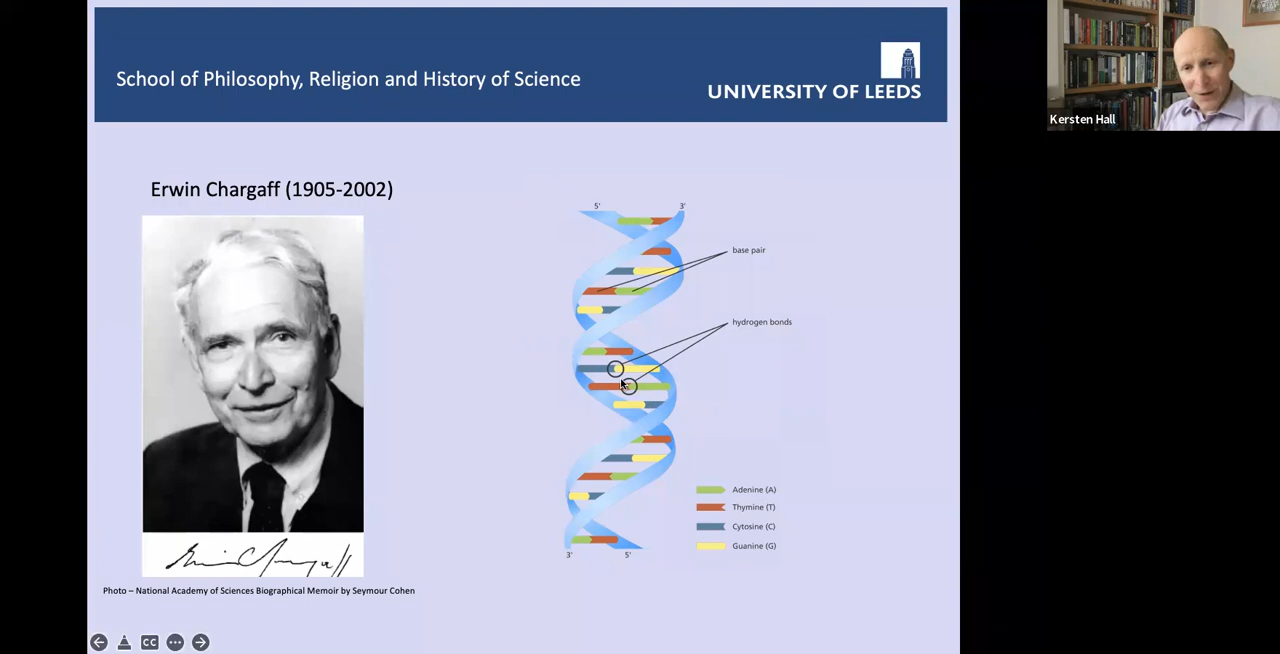 School of Philosophy, Religion and History of Science
UNIVERSITY OF LEEDS
Kersten Hall
Erwin Chargaff (1905-2002)
5' 3'
base pair
hydrogen bonds
Adenine (A)
Thymine (T)
Cytosine (C)
Guanine (G)
3' 5'
Photo – National Academy of Sciences Biographical Memoir by Seymour Cohen
CC